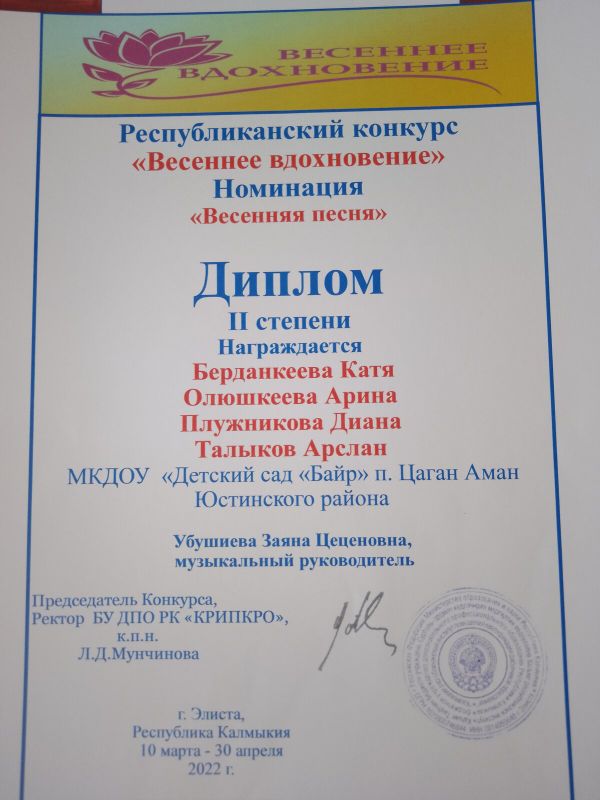 ВЕСЕННЕЕ
ВДОХНОВЕНИЕ
Республиканский конкурс
«Весеннее вдохновение»
Номинация
«Весенняя песня»
Диплом
II степени
Награждается
Берданкеева Катя
Олюшкеева Арина
Плужникова Диана
Талыков Арслан
МКДОУ «Детский сад «Байр» п. Цаган Аман
Юстинского района
Убушиева Заяна Цеценовна,
музыкальный руководитель
Председатель Конкурса,
Ректор БУ ДПО РК «КРИПКРО»,
к.п.н.
Л.Д.Мунчинова
г. Элиста,
Республика Калмыкия
10 марта - 30 апреля
2022 г.